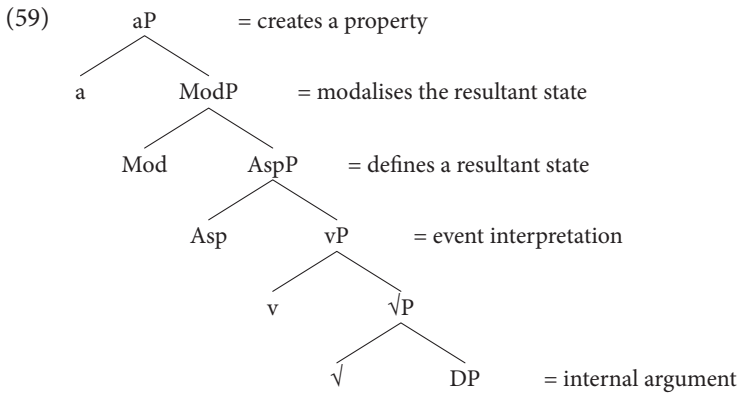 (59) aP = creates a property
a ModP = modalises the resultant state
Mod AspP = defines a resultant state
Asp vP = event interpretation
v √P
√ DP = internal argument